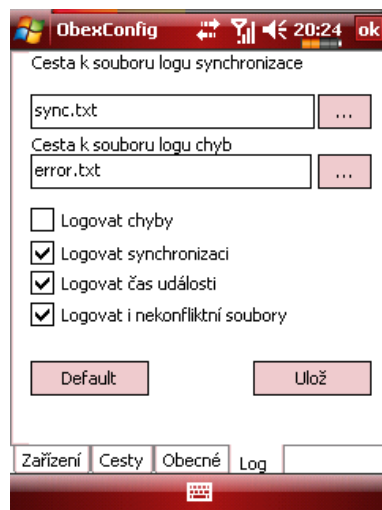 ObexConfig 20:24 ok
Cesta k souboru logu synchronizace
sync.txt ...
Cesta k souboru logu chyb
error.txt ...
Logovat chyby
Logovat synchronizaci
Logovat čas události
Logovat i nekonfliktní soubory
Default Ulož
Zařízení Cesty Obecné Log